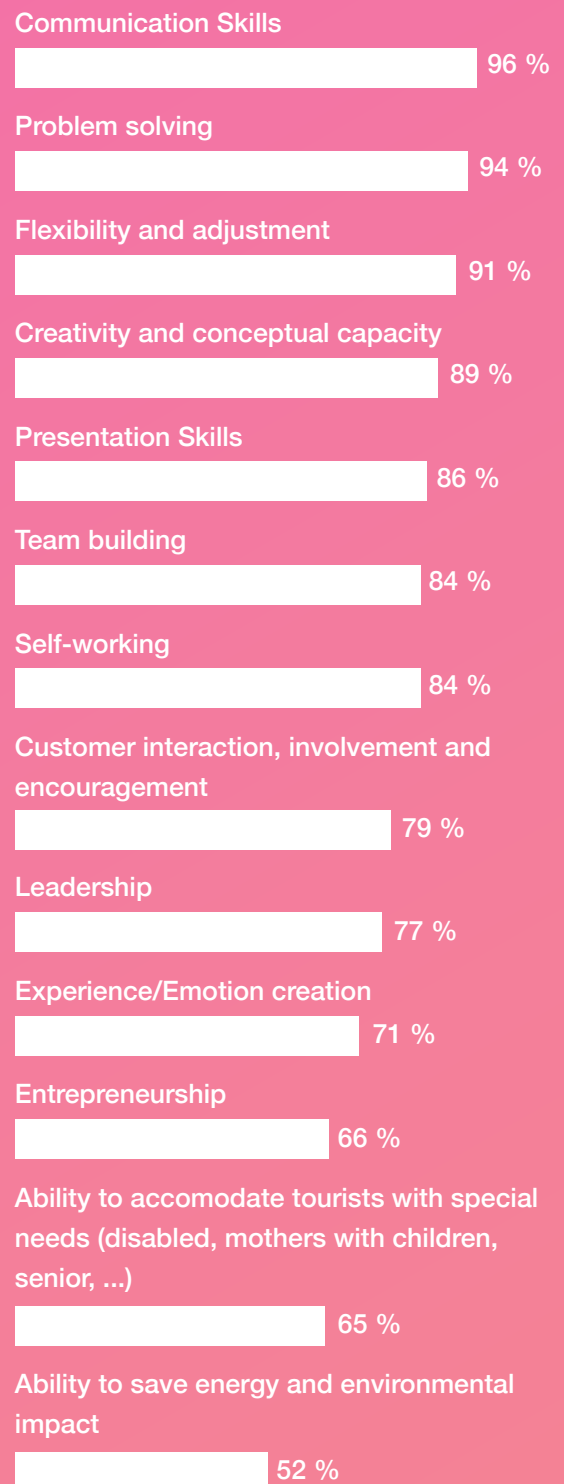 Communication Skills
96 %
Problem solving
94 %
Flexibility and adjustment
91 %
Creativity and conceptual capacity
89 %
Presentation Skills
86 %
Team building
84 %
Self-working
84 %
Customer interaction, involvement and
encouragement
79 %
Leadership
77 %
Experience/Emotion creation
71 %
Entrepreneurship
66 %
Ability to accomodate tourists with special
needs (disabled, mothers with children,
senior, ...)
65 %
Ability to save energy and environmental
impact
52 %